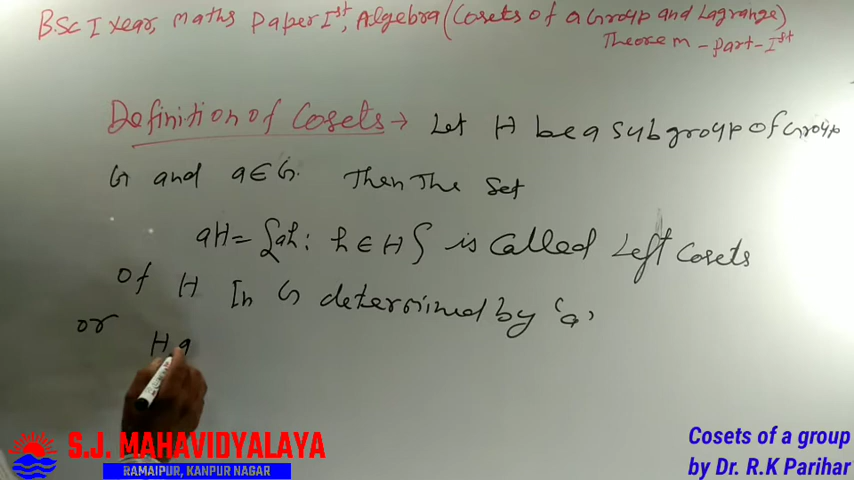 B.Sc I year, Maths Paper Ist, Algebra (Cosets of a Group and Lagrange)
Theorem - part - Ist
Definition of Cosets → Let H be a subgroup of Group
G and a ∈ G. Then The Set
aH = {ah : h ∈ H} is called Left Cosets
of H In G determined by 'a'
or
H a
S.J. MAHAVIDYALAYA
RAMAIPUR, KANPUR NAGAR
Cosets of a group
by Dr. R.K Parihar